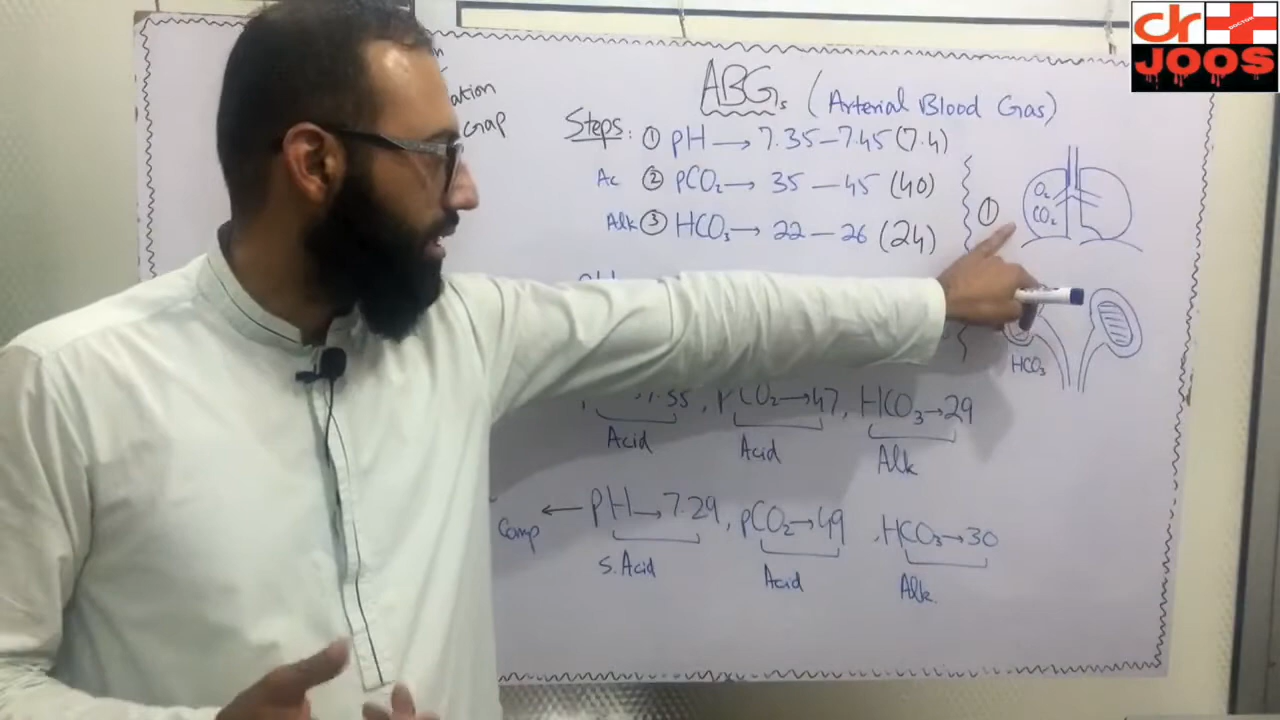 dr
DOCTOR
JOOS
ation
Gap
ABGs (Arterial Blood Gas)
Steps: ① pH → 7.35-7.45 (7.4)
Ac ② pCO₂ → 35 - 45 (40)
Alk ③ HCO₃ → 22 - 26 (24)
①
O₂
CO₂
HCO₃
, pCO₂→47, HCO₃→29
Acid Acid Alk
Comp ← pH→7.29, pCO₂→49 , HCO₃→30
S. Acid Acid Alk.